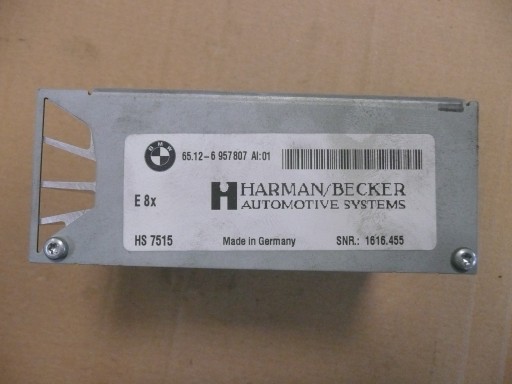 BMW
65.12-6 957807 AI:01
E 8x
HARMAN/BECKER
AUTOMOTIVE SYSTEMS
HS 7515 Made in Germany SNR.: 1616.455